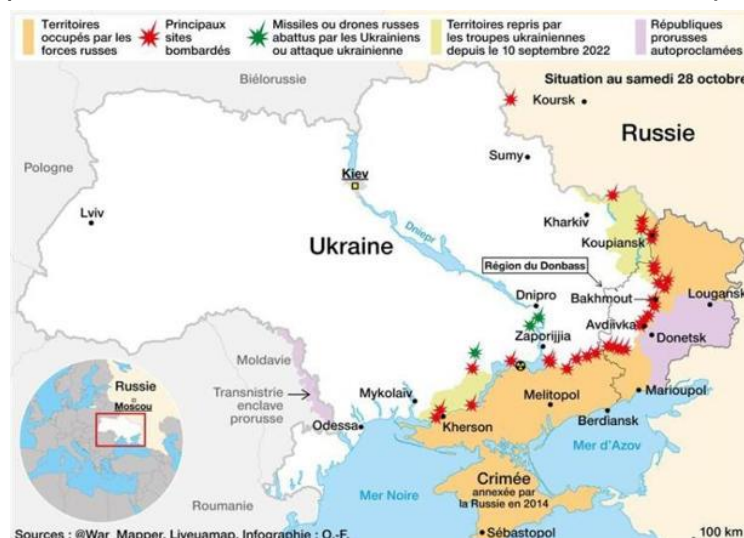 Territoires
occupés par les
forces russes
Principaux
sites
bombardés
Missiles ou drones russes
abattus par les Ukrainiens
ou attaque ukrainienne
Territoires repris par
les troupes ukrainiennes
depuis le 10 septembre 2022
Républiques
prorusses
autoproclamées
Biélorussie
Situation au samedi 28 octobre
Koursk
Russie
Pologne
Sumy
Kiev
Lviv
Kharkiv
Dniepr
Koupiansk
Ukraine
Région du Donbass
Dnipro
Bakhmout
Lougansk
Avdiivka
Zaporijjia
Donetsk
Moldavie
Russie
Moscou
Transnistrie
enclave
prorusse
Mykolaiv
Melitopol
Marioupol
Odessa
Kherson
Berdiansk
Mer d'Azov
Crimée
annexée par
la Russie en 2014
Mer Noire
Roumanie
Sébastopol
100 km
Sources : @War_Mapper, Liveuamap. Infographie : O.-F.